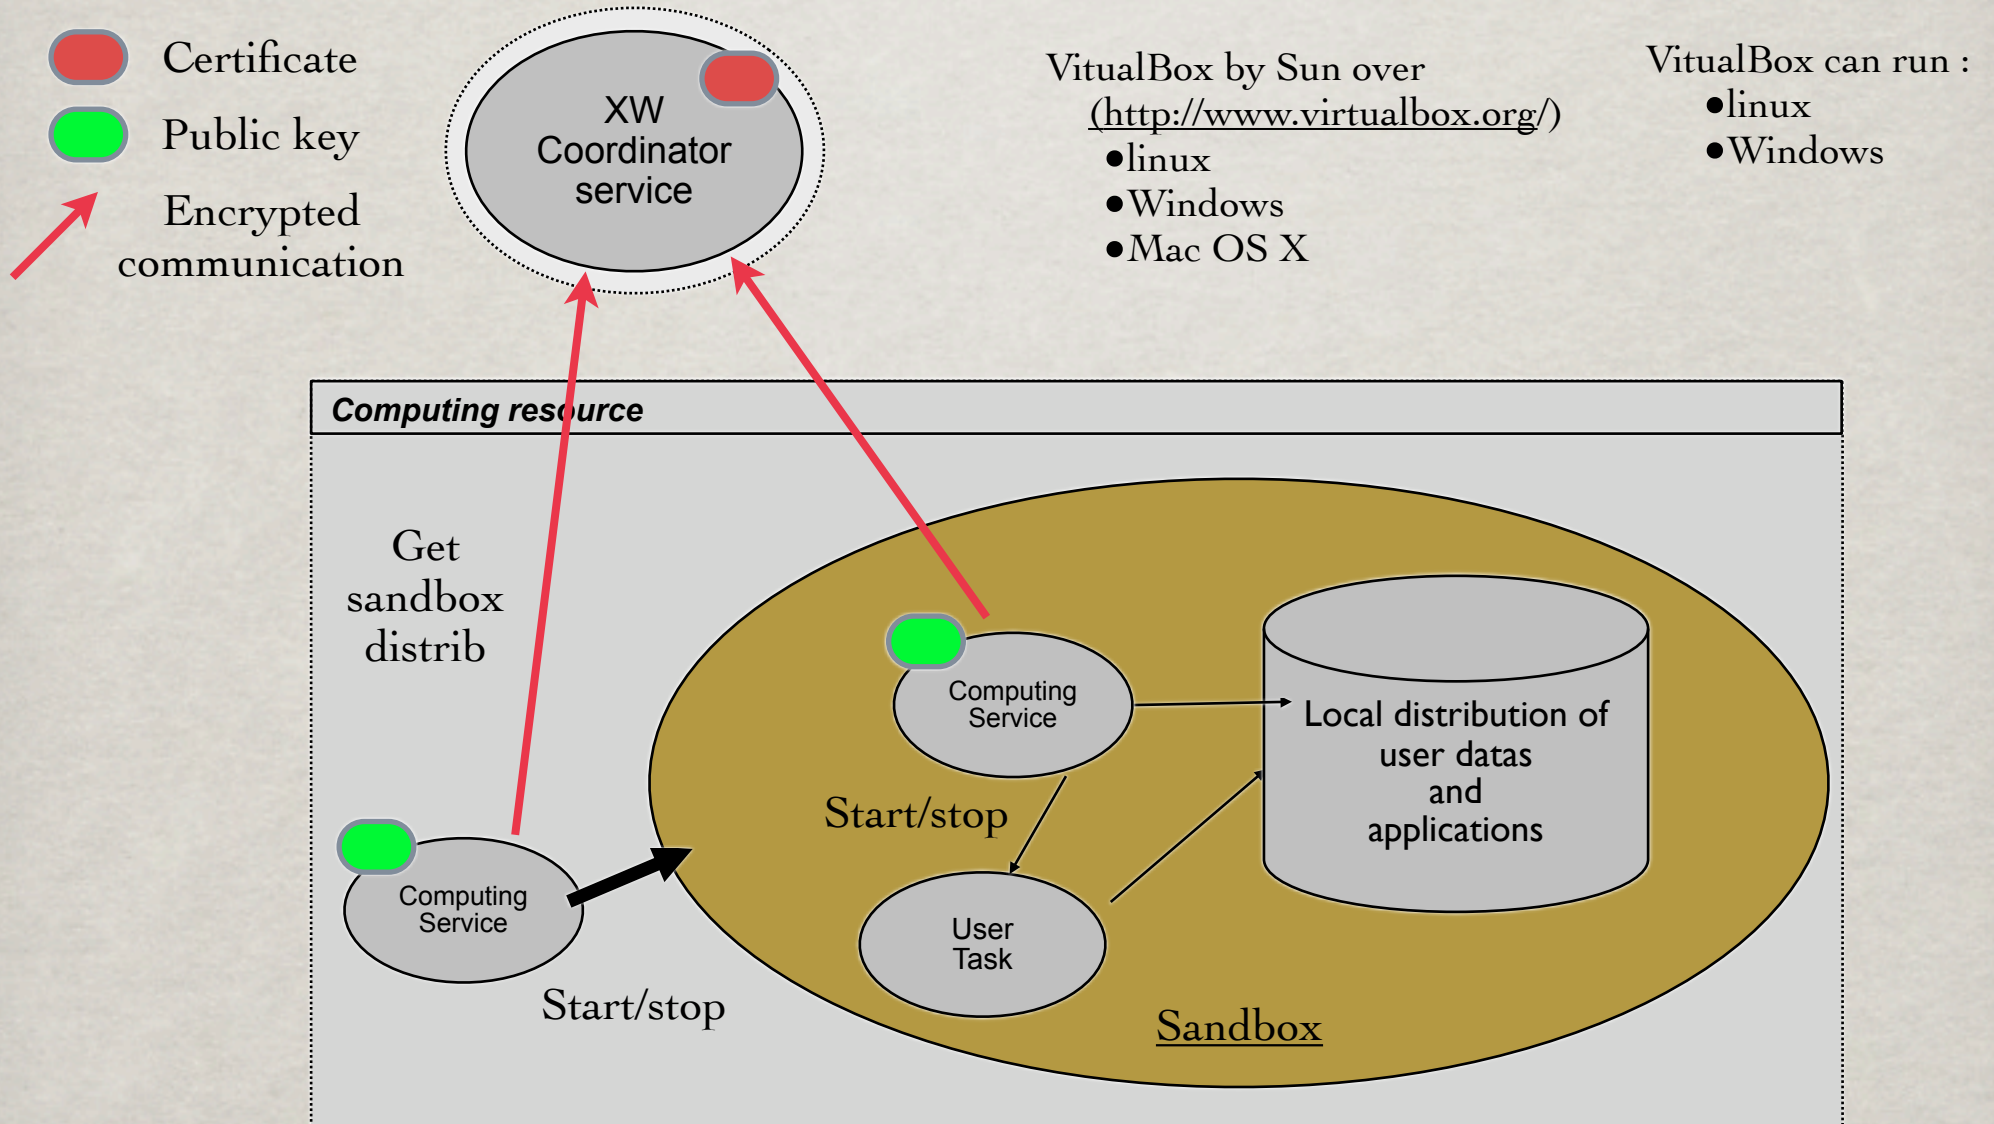 Certificate
Public key
Encrypted
communication
XW
Coordinator
service
VitualBox by Sun over
(http://www.virtualbox.org/)
●linux
●Windows
●Mac OS X
VitualBox can run :
●linux
●Windows
Computing resource
Get
sandbox
distrib
Computing
Service
Start/stop
Computing
Service
Start/stop
User
Task
Local distribution of
user datas
and
applications
Sandbox